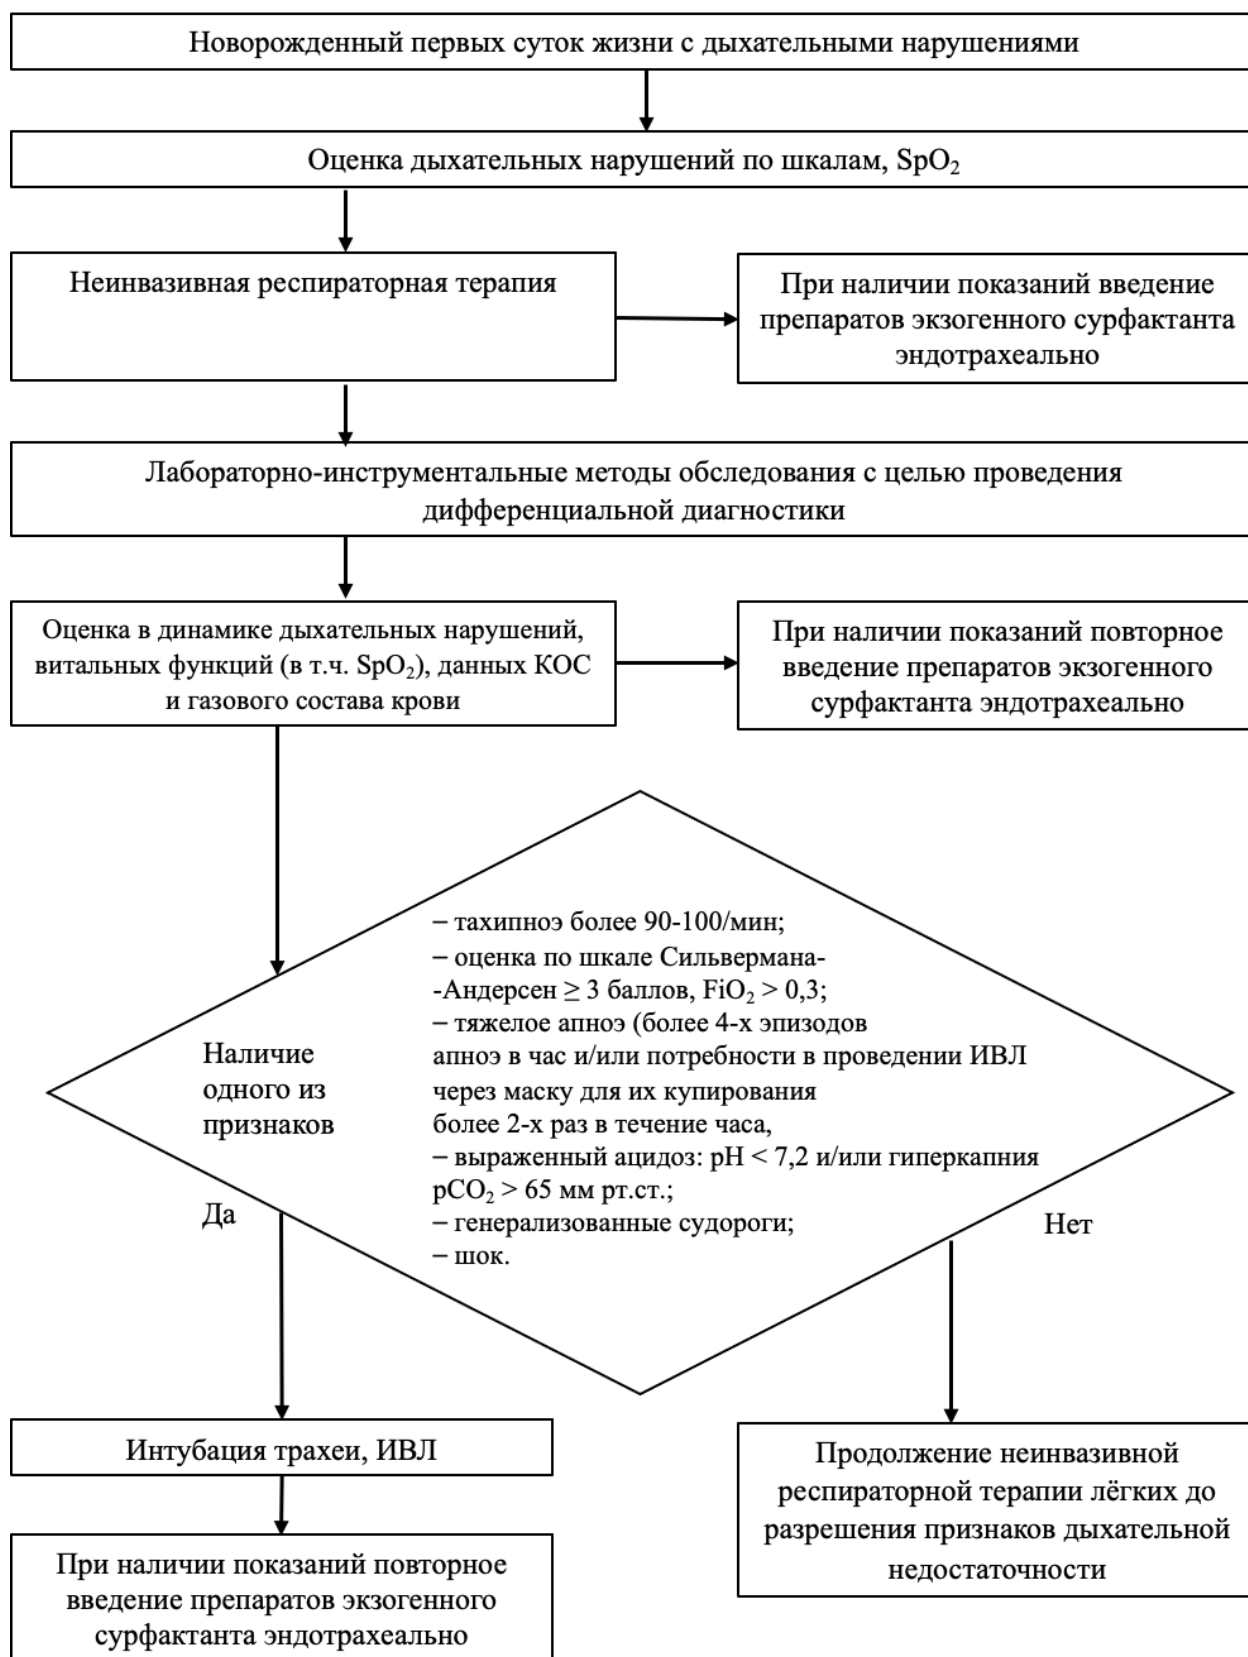 Новорожденный первых суток жизни с дыхательными нарушениями
Оценка дыхательных нарушений по шкалам, SpO₂
Неинвазивная респираторная терапия
При наличии показаний введение
препаратов экзогенного сурфактанта
эндотрахеально
Лабораторно-инструментальные методы обследования с целью проведения
дифференциальной диагностики
Оценка в динамике дыхательных нарушений,
витальных функций (в т.ч. SpO₂), данных КОС
и газового состава крови
При наличии показаний повторное
введение препаратов экзогенного
сурфактанта эндотрахеально
Наличие
одного из
признаков
– тахипноэ более 90-100/мин;
– оценка по шкале Сильвермана-
-Андерсен ≥ 3 баллов, FiO₂ > 0,3;
– тяжелое апноэ (более 4-х эпизодов
апноэ в час и/или потребности в проведении ИВЛ
через маску для их купирования
более 2-х раз в течение часа,
– выраженный ацидоз: pH < 7,2 и/или гиперкапния
pCO₂ > 65 мм рт.ст.;
– генерализованные судороги;
– шок.
Да
Нет
Интубация трахеи, ИВЛ
При наличии показаний повторное
введение препаратов экзогенного
сурфактанта эндотрахеально
Продолжение неинвазивной
респираторной терапии лёгких до
разрешения признаков дыхательной
недостаточности